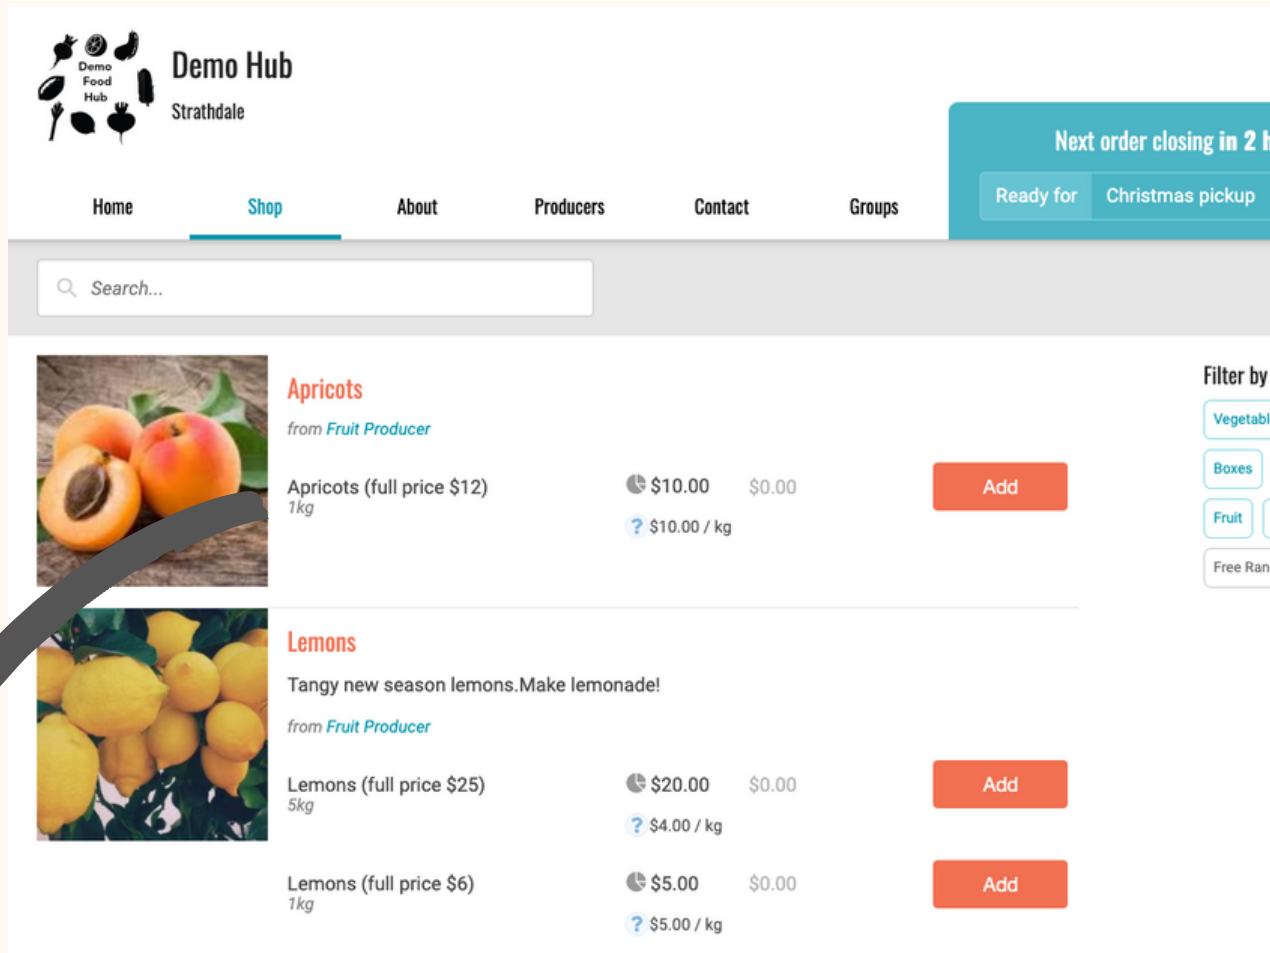 Demo
Food
Hub
Demo Hub
Strathdale
Next order closing in 2
Ready for Christmas pickup
Home Shop About Producers Contact Groups
Search...
Apricots
from Fruit Producer
Apricots (full price $12) $10.00 $0.00 Add
1kg
? $10.00 / kg
Filter by
Boxes
Fruit
Free
Lemons
Tangy new season lemons.Make lemonade!
from Fruit Producer
Lemons (full price $25) $20.00 $0.00 Add
5kg
? $4.00 / kg
Lemons (full price $6) $5.00 $0.00 Add
1kg
? $5.00 / kg